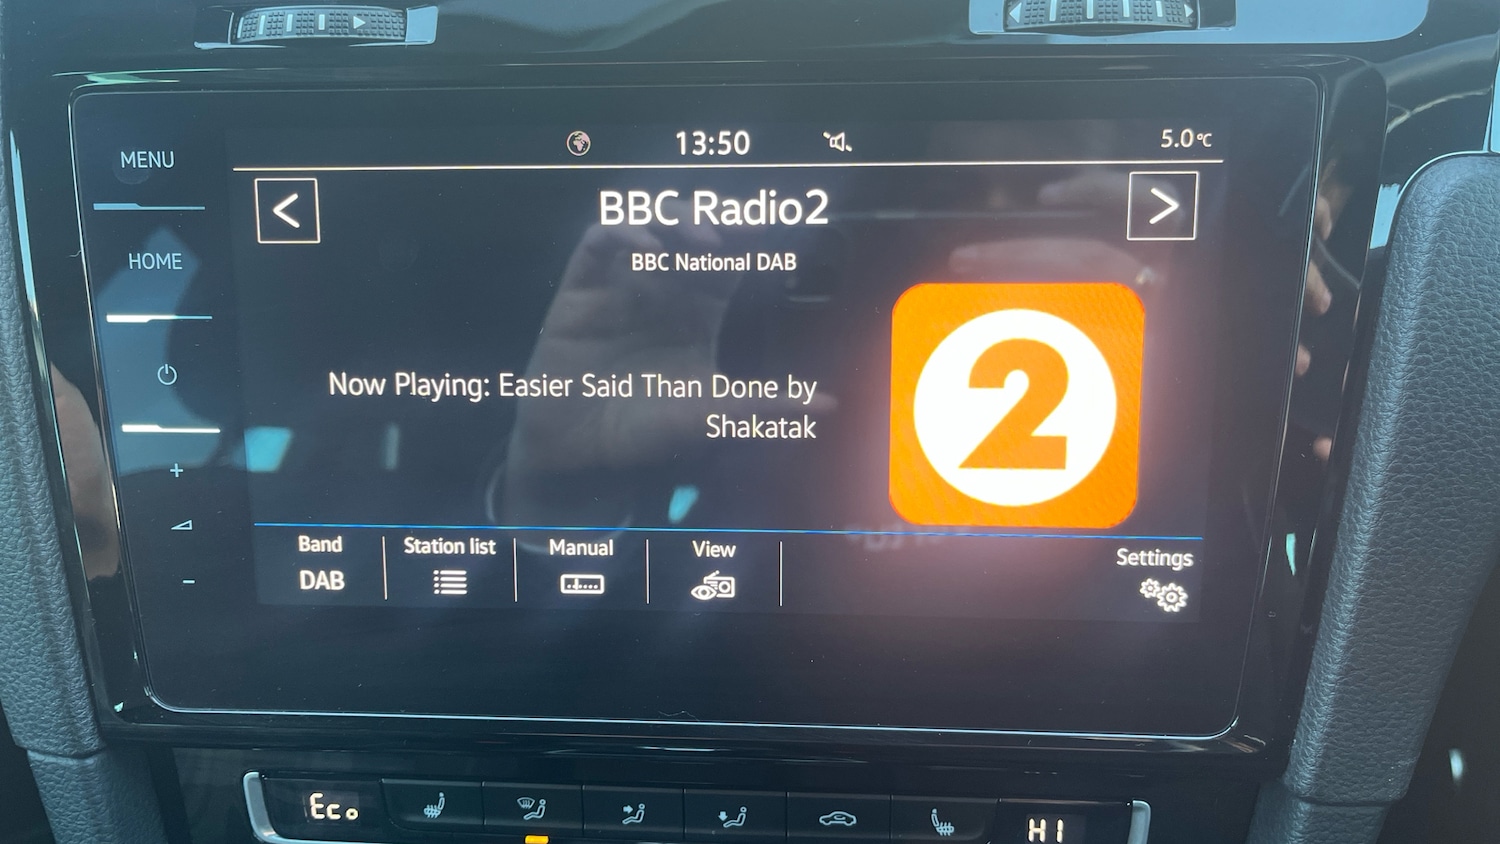 MENU
13:50
5.0°C
BBC Radio2
HOME
BBC National DAB
Now Playing: Easier Said Than Done by
Shakatak
2
+
-
Band
Station list
Manual
View
Settings
DAB
Eco
HI